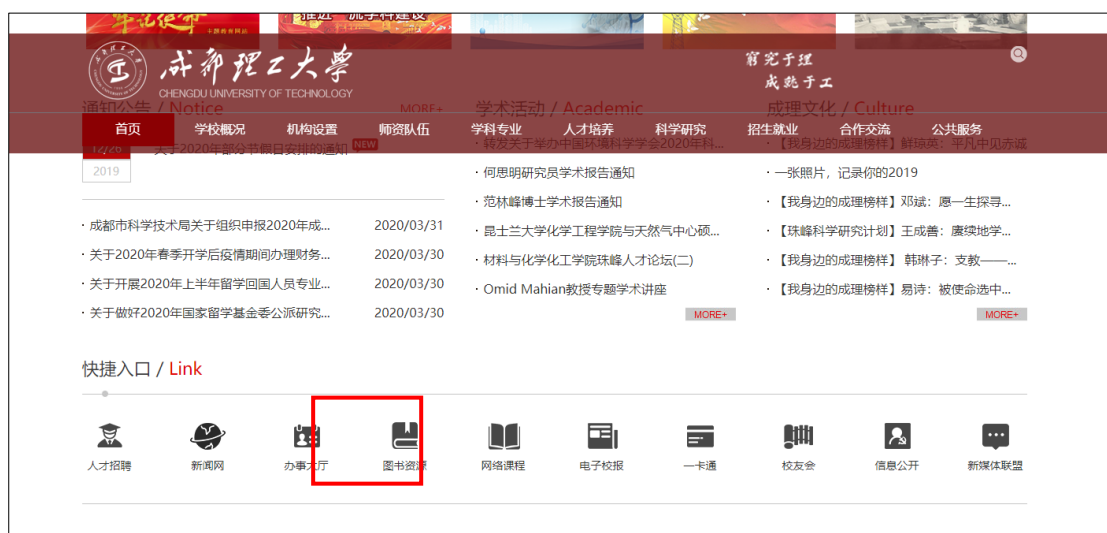 牢记使命
主题教育网站
推进一流学科建设
成都理工大学
CHENGDU UNIVERSITY OF TECHNOLOGY
穷究于理
成就于工
通知公告 / Notice
MORE+
学术活动 / Academic
成理文化 / Culture
首页 学校概况 机构设置 师资队伍 学科专业 人才培养 科学研究 招生就业 合作交流 公共服务
12/26
2019
关于2020年部分节假日安排的通知 NEW
· 成都市科学技术局关于组织申报2020年成... 2020/03/31
· 关于2020年春季开学后疫情期间办理财务... 2020/03/30
· 关于开展2020年上半年留学回国人员专业... 2020/03/30
· 关于做好2020年国家留学基金委公派研究... 2020/03/30
· 转发关于举办中国环境科学学会2020年科...
· 何思明研究员学术报告通知
· 范林峰博士学术报告通知
· 昆士兰大学化学工程学院与天然气中心硕...
· 材料与化学化工学院珠峰人才论坛(二)
· Omid Mahian教授专题学术讲座
MORE+
· 【我身边的成理榜样】鲜琼英：平凡中见赤诚
· 一张照片，记录你的2019
· 【我身边的成理榜样】邓斌：愿一生探寻...
· 【珠峰科学研究计划】王成善：赓续地学...
· 【我身边的成理榜样】 韩琳子：支教——...
· 【我身边的成理榜样】易诗：被使命选中...
MORE+
快捷入口 / Link
人才招聘 新闻网 办事大厅 图书资源 网络课程 电子校报 一卡通 校友会 信息公开 新媒体联盟